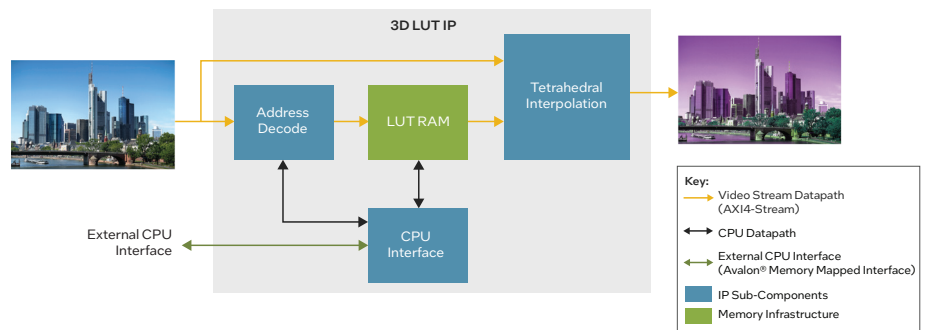 3D LUT IP
Address
Decode
LUT RAM
Tetrahedral
Interpolation
External CPU
Interface
CPU
Interface
Key:
Video Stream Datapath
(AXI4-Stream)
CPU Datapath
External CPU Interface
(Avalon® Memory Mapped Interface)
IP Sub-Components
Memory Infrastructure